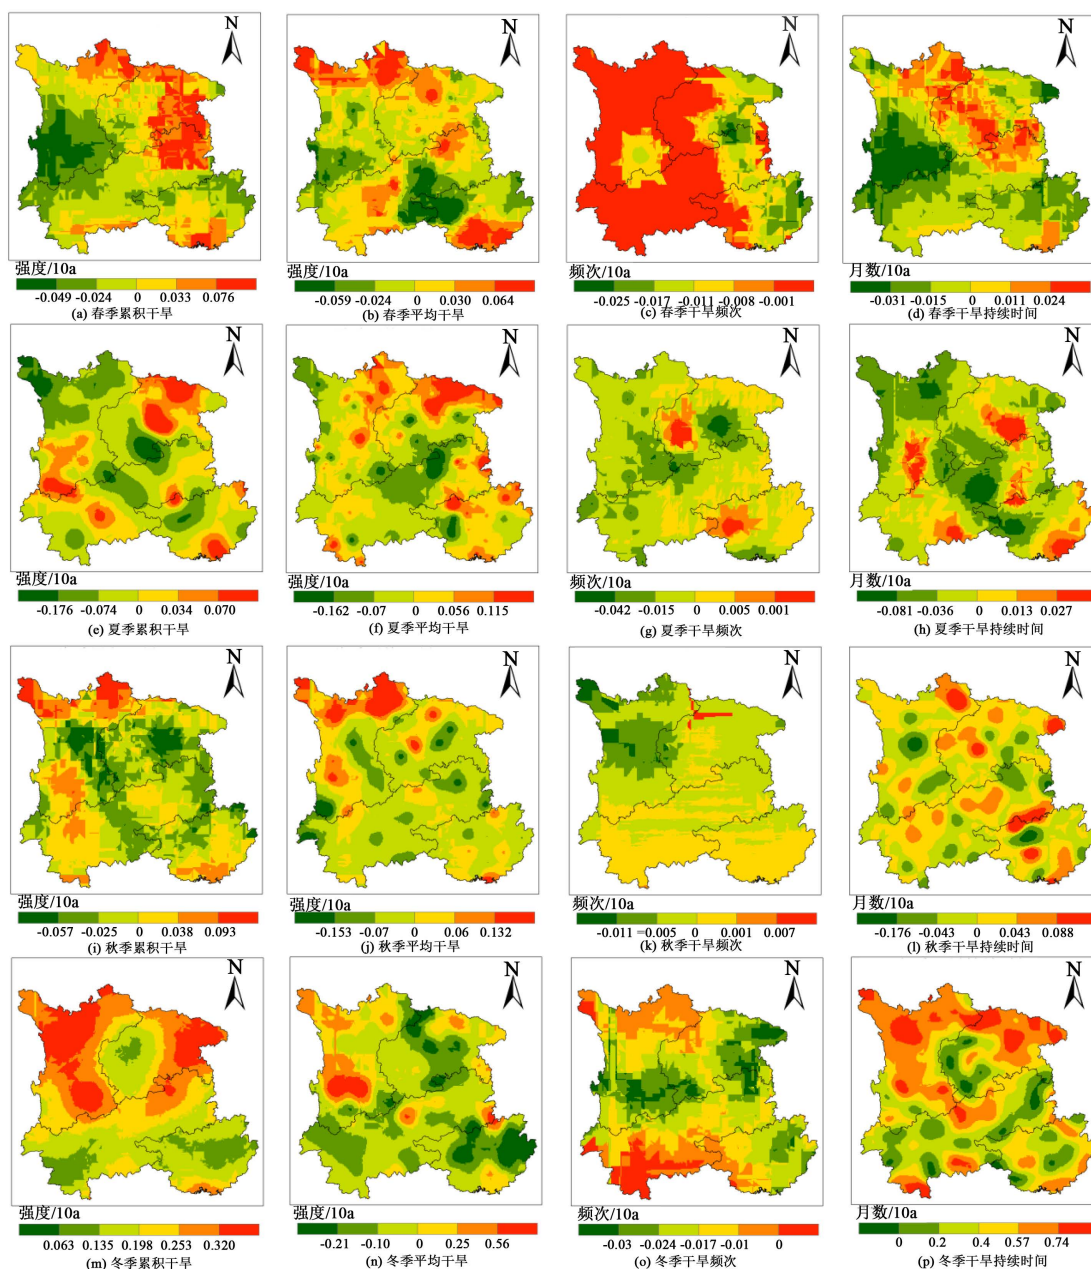 N N N N
强度/10a 强度/10a 频次/10a 月数/10a
-0.049 -0.024 0 0.033 0.076 -0.059 -0.024 0 0.030 0.064 -0.025 -0.017 -0.011 -0.008 -0.001 -0.031 -0.015 0 0.011 0.024
(a) 春季累积干旱 (b) 春季平均干旱 (c) 春季干旱频次 (d) 春季干旱持续时间
N N N N
强度/10a 强度/10a 频次/10a 月数/10a
-0.176 -0.074 0 0.034 0.070 -0.162 -0.07 0 0.056 0.115 -0.042 -0.015 0 0.005 0.001 -0.081 -0.036 0 0.013 0.027
(e) 夏季累积干旱 (f) 夏季平均干旱 (g) 夏季干旱频次 (h) 夏季干旱持续时间
N N N N
强度/10a 强度/10a 频次/10a 月数/10a
-0.057 -0.025 0 0.038 0.093 -0.153 -0.07 0 0.06 0.132 -0.011 =0.005 0 0.001 0.007 -0.176 -0.043 0 0.043 0.088
(i) 秋季累积干旱 (j) 秋季平均干旱 (k) 秋季干旱频次 (l) 秋季干旱持续时间
N N N N
强度/10a 强度/10a 频次/10a 月数/10a
0.063 0.135 0.198 0.253 0.320 -0.21 -0.10 0 0.25 0.56 -0.03 -0.024 -0.017 -0.01 0 0 0.2 0.4 0.57 0.74
(m) 冬季累积干旱 (n) 冬季平均干旱 (o) 冬季干旱频次 (p) 冬季干旱持续时间